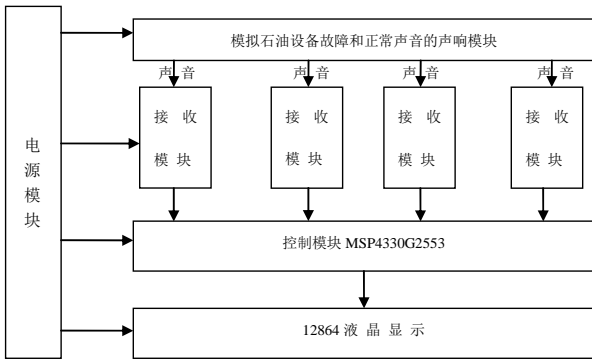 模拟石油设备故障和正常声音的声响模块
声 音
声 音
声 音
声 音
接 收
模 块
接 收
模 块
接 收
模 块
接 收
模 块
电
源
模
块
控制模块 MSP4330G2553
12864 液 晶 显 示